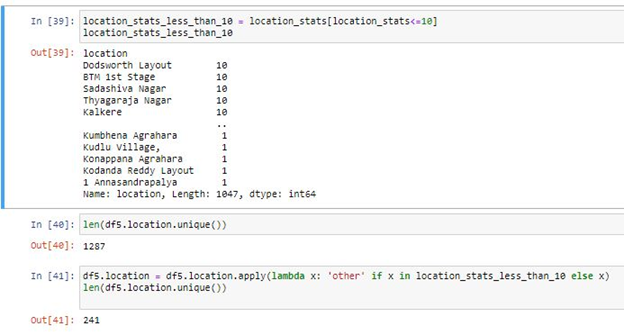 In [39]: location_stats_less_than_10 = location_stats[location_stats<=10]
location_stats_less_than_10
Out[39]: location
Dodsworth Layout 10
BTM 1st Stage 10
Sadashiva Nagar 10
Thyagaraja Nagar 10
Kalkere 10
..
Kumbhena Agrahara 1
Kudlu Village, 1
Konappana Agrahara 1
Kodanda Reddy Layout 1
1 Annasandrapalya 1
Name: location, Length: 1047, dtype: int64
In [40]: len(df5.location.unique())
Out[40]: 1287
In [41]: df5.location = df5.location.apply(lambda x: 'other' if x in location_stats_less_than_10 else x)
len(df5.location.unique())
Out[41]: 241